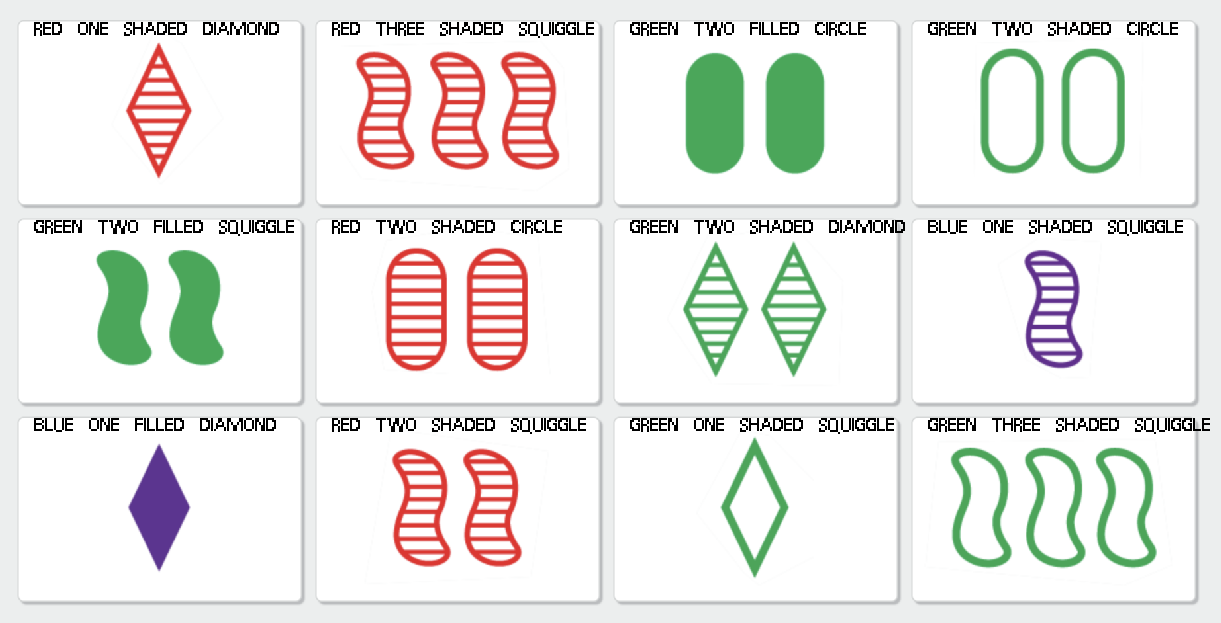 RED ONE SHADED DIAMOND
RED THREE SHADED SQUIGGLE
GREEN TWO FILLED CIRCLE
GREEN TWO SHADED CIRCLE
GREEN TWO FILLED SQUIGGLE
RED TWO SHADED CIRCLE
GREEN TWO SHADED DIAMOND
BLUE ONE SHADED SQUIGGLE
BLUE ONE FILLED DIAMOND
RED TWO SHADED SQUIGGLE
GREEN ONE SHADED SQUIGGLE
GREEN THREE SHADED SQUIGGLE